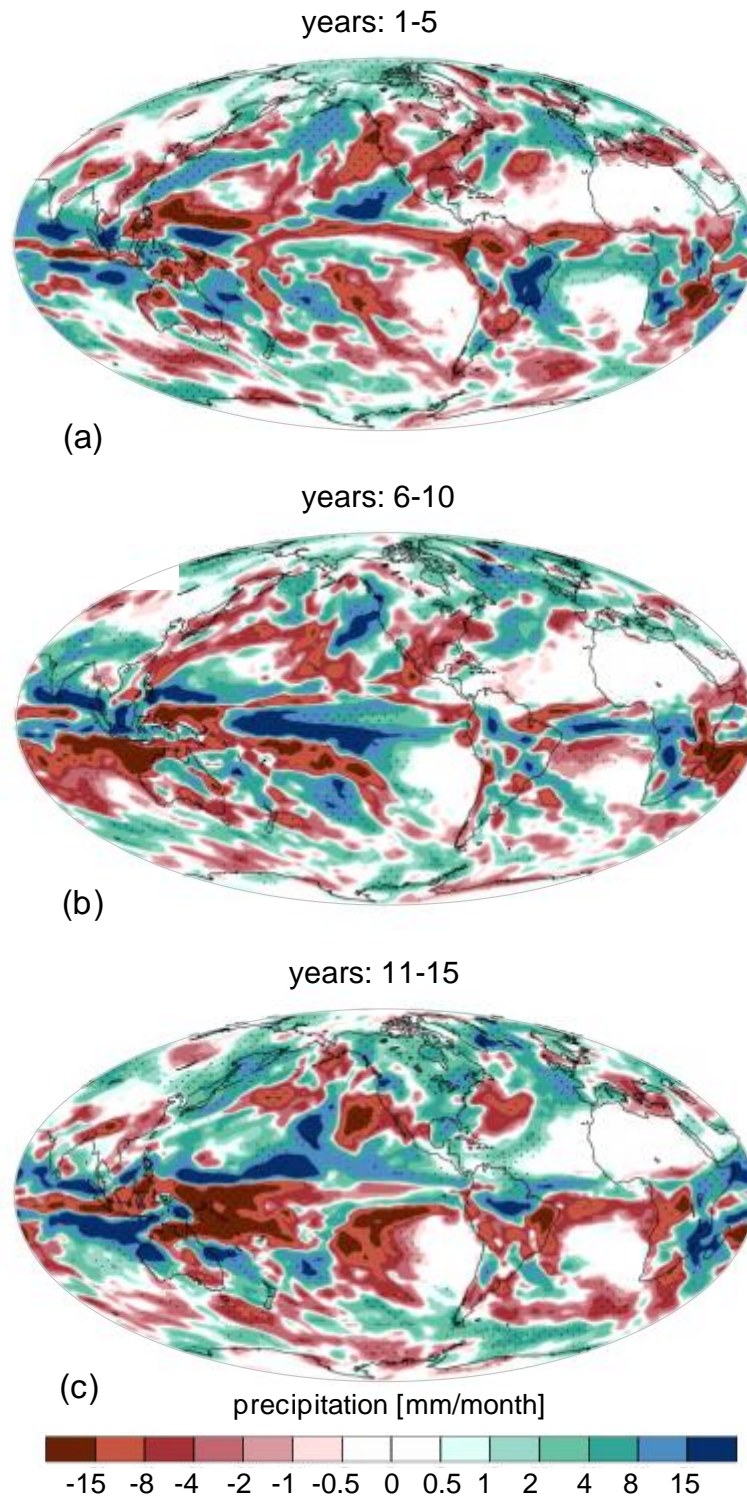 years: 1-5
(a)
years: 6-10
(b)
years: 11-15
(c)
precipitation [mm/month]
-15 -8 -4 -2 -1 -0.5 0 0.5 1 2 4 8 15